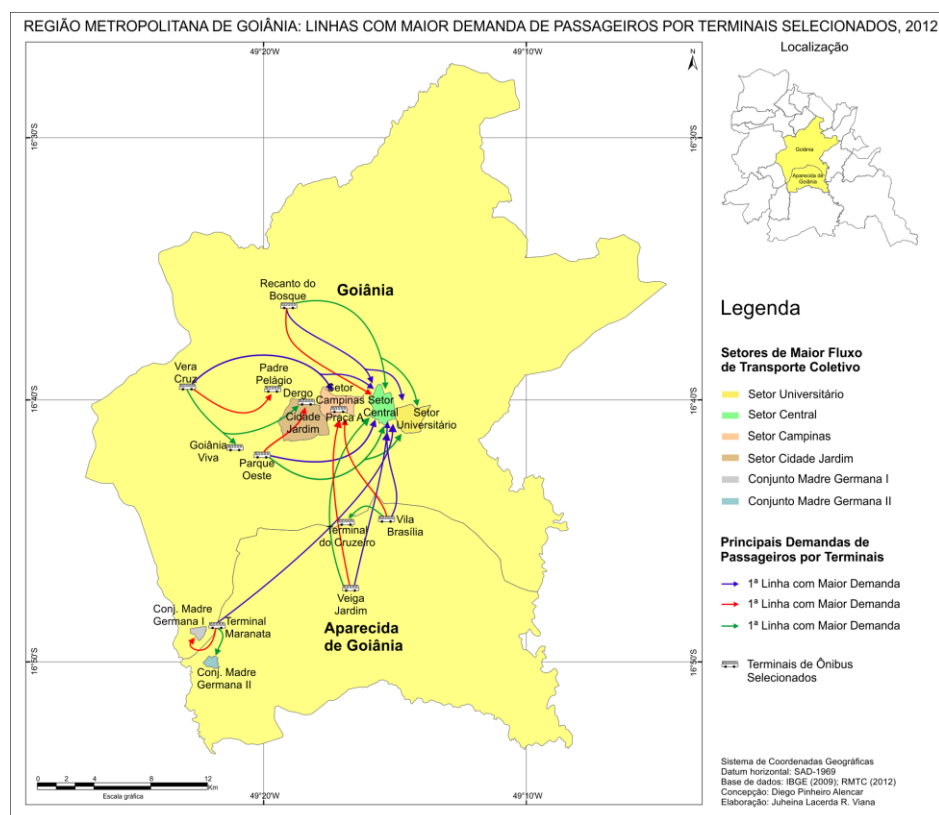 REGIÃO METROPOLITANA DE GOIÂNIA: LINHAS COM MAIOR DEMANDA DE PASSAGEIROS POR TERMINAIS SELECIONADOS, 2012
49°20'W
49°10'W
N
Localização
Goiânia
Aparecida de
Goiânia
16°30'S
16°30'S
Recanto do
Bosque
Goiânia
Vera
Cruz
Padre
Pelágio
Dergo
Setor
Campinas
Praça A
Setor
Central
Setor
Universitário
Cidade
Jardim
16°40'S
16°40'S
Goiânia
Viva
Parque
Oeste
Terminal
do Cruzeiro
Vila
Brasília
Veiga
Jardim
Conj. Madre
Germana I
Terminal
Maranata
Aparecida
de Goiânia
Conj. Madre
Germana II
16°50'S
16°50'S
0 2 4 8 12
Km
Escala gráfica
49°20'W
49°10'W
Legenda
Setores de Maior Fluxo
de Transporte Coletivo
Setor Universitário
Setor Central
Setor Campinas
Setor Cidade Jardim
Conjunto Madre Germana I
Conjunto Madre Germana II
Principais Demandas de
Passageiros por Terminais
1ª Linha com Maior Demanda
1ª Linha com Maior Demanda
1ª Linha com Maior Demanda
Terminais de Ônibus
Selecionados
Sistema de Coordenadas Geográficas
Datum horizontal: SAD-1969
Base de dados: IBGE (2009); RMTC (2012)
Concepção: Diego Pinheiro Alencar
Elaboração: Juheina Lacerda R. Viana